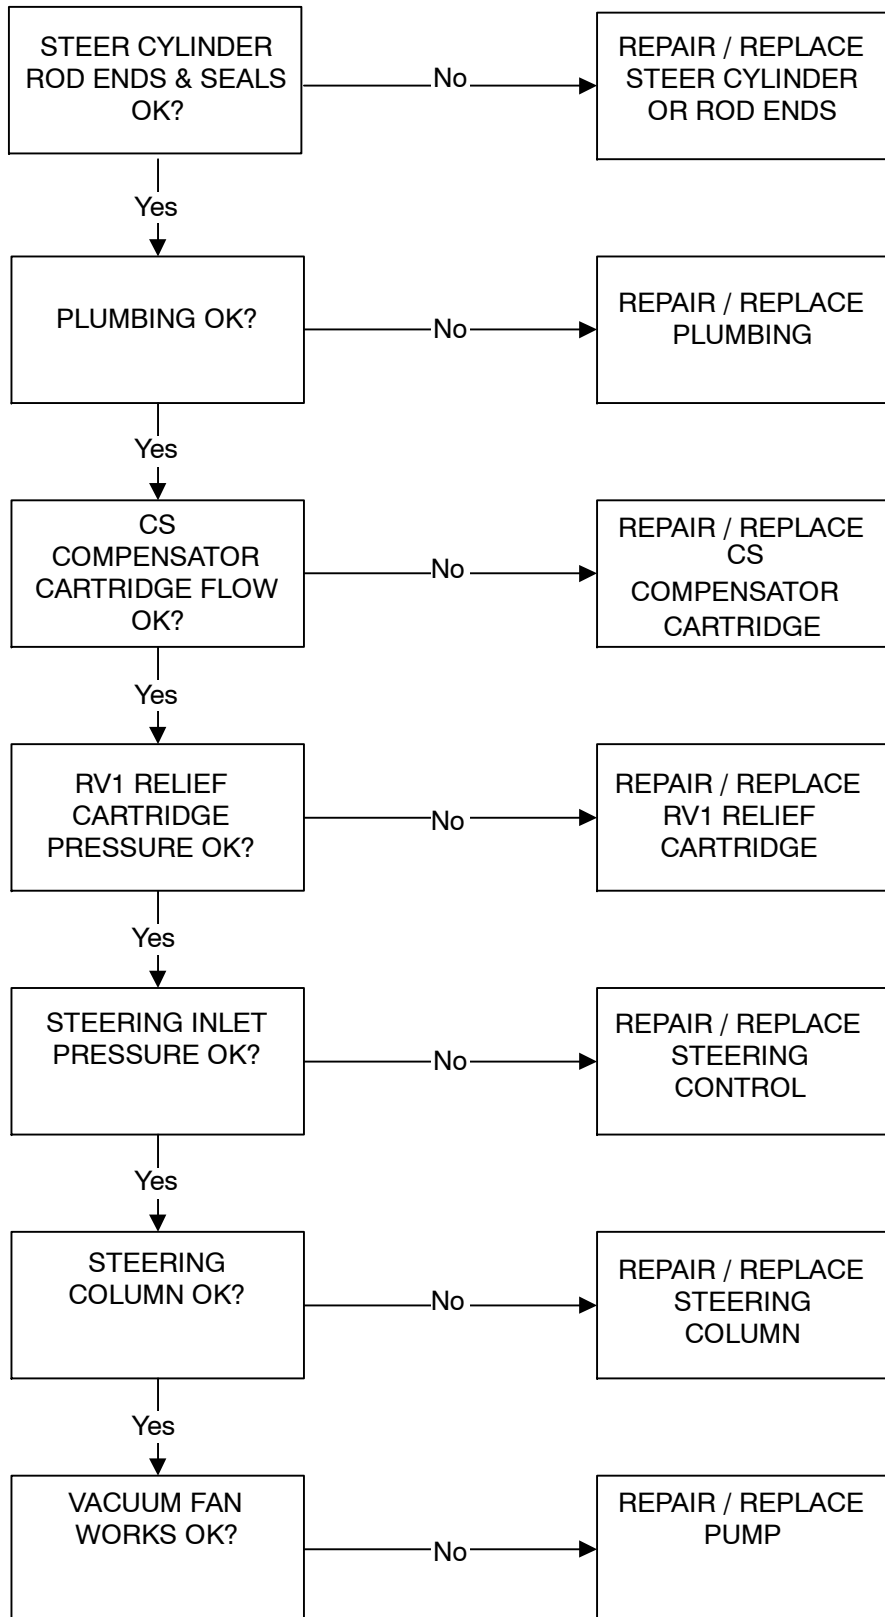 STEER CYLINDER
ROD ENDS & SEALS
OK?
No
REPAIR / REPLACE
STEER CYLINDER
OR ROD ENDS
Yes
PLUMBING OK?
No
REPAIR / REPLACE
PLUMBING
Yes
CS
COMPENSATOR
CARTRIDGE FLOW
OK?
No
REPAIR / REPLACE
CS
COMPENSATOR
CARTRIDGE
Yes
RV1 RELIEF
CARTRIDGE
PRESSURE OK?
No
REPAIR / REPLACE
RV1 RELIEF
CARTRIDGE
Yes
STEERING INLET
PRESSURE OK?
No
REPAIR / REPLACE
STEERING
CONTROL
Yes
STEERING
COLUMN OK?
No
REPAIR / REPLACE
STEERING
COLUMN
Yes
VACUUM FAN
WORKS OK?
No
REPAIR / REPLACE
PUMP